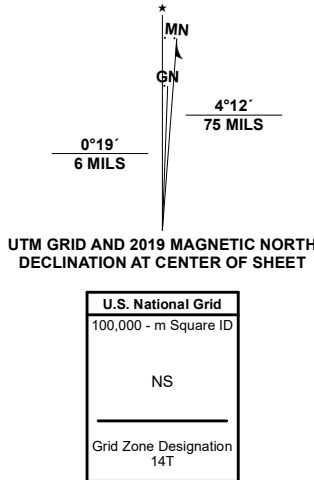 ★
MN
GN
4°12´
75 MILS
0°19´
6 MILS
UTM GRID AND 2019 MAGNETIC NORTH
DECLINATION AT CENTER OF SHEET
U.S. National Grid
100,000 - m Square ID
NS
Grid Zone Designation
14T